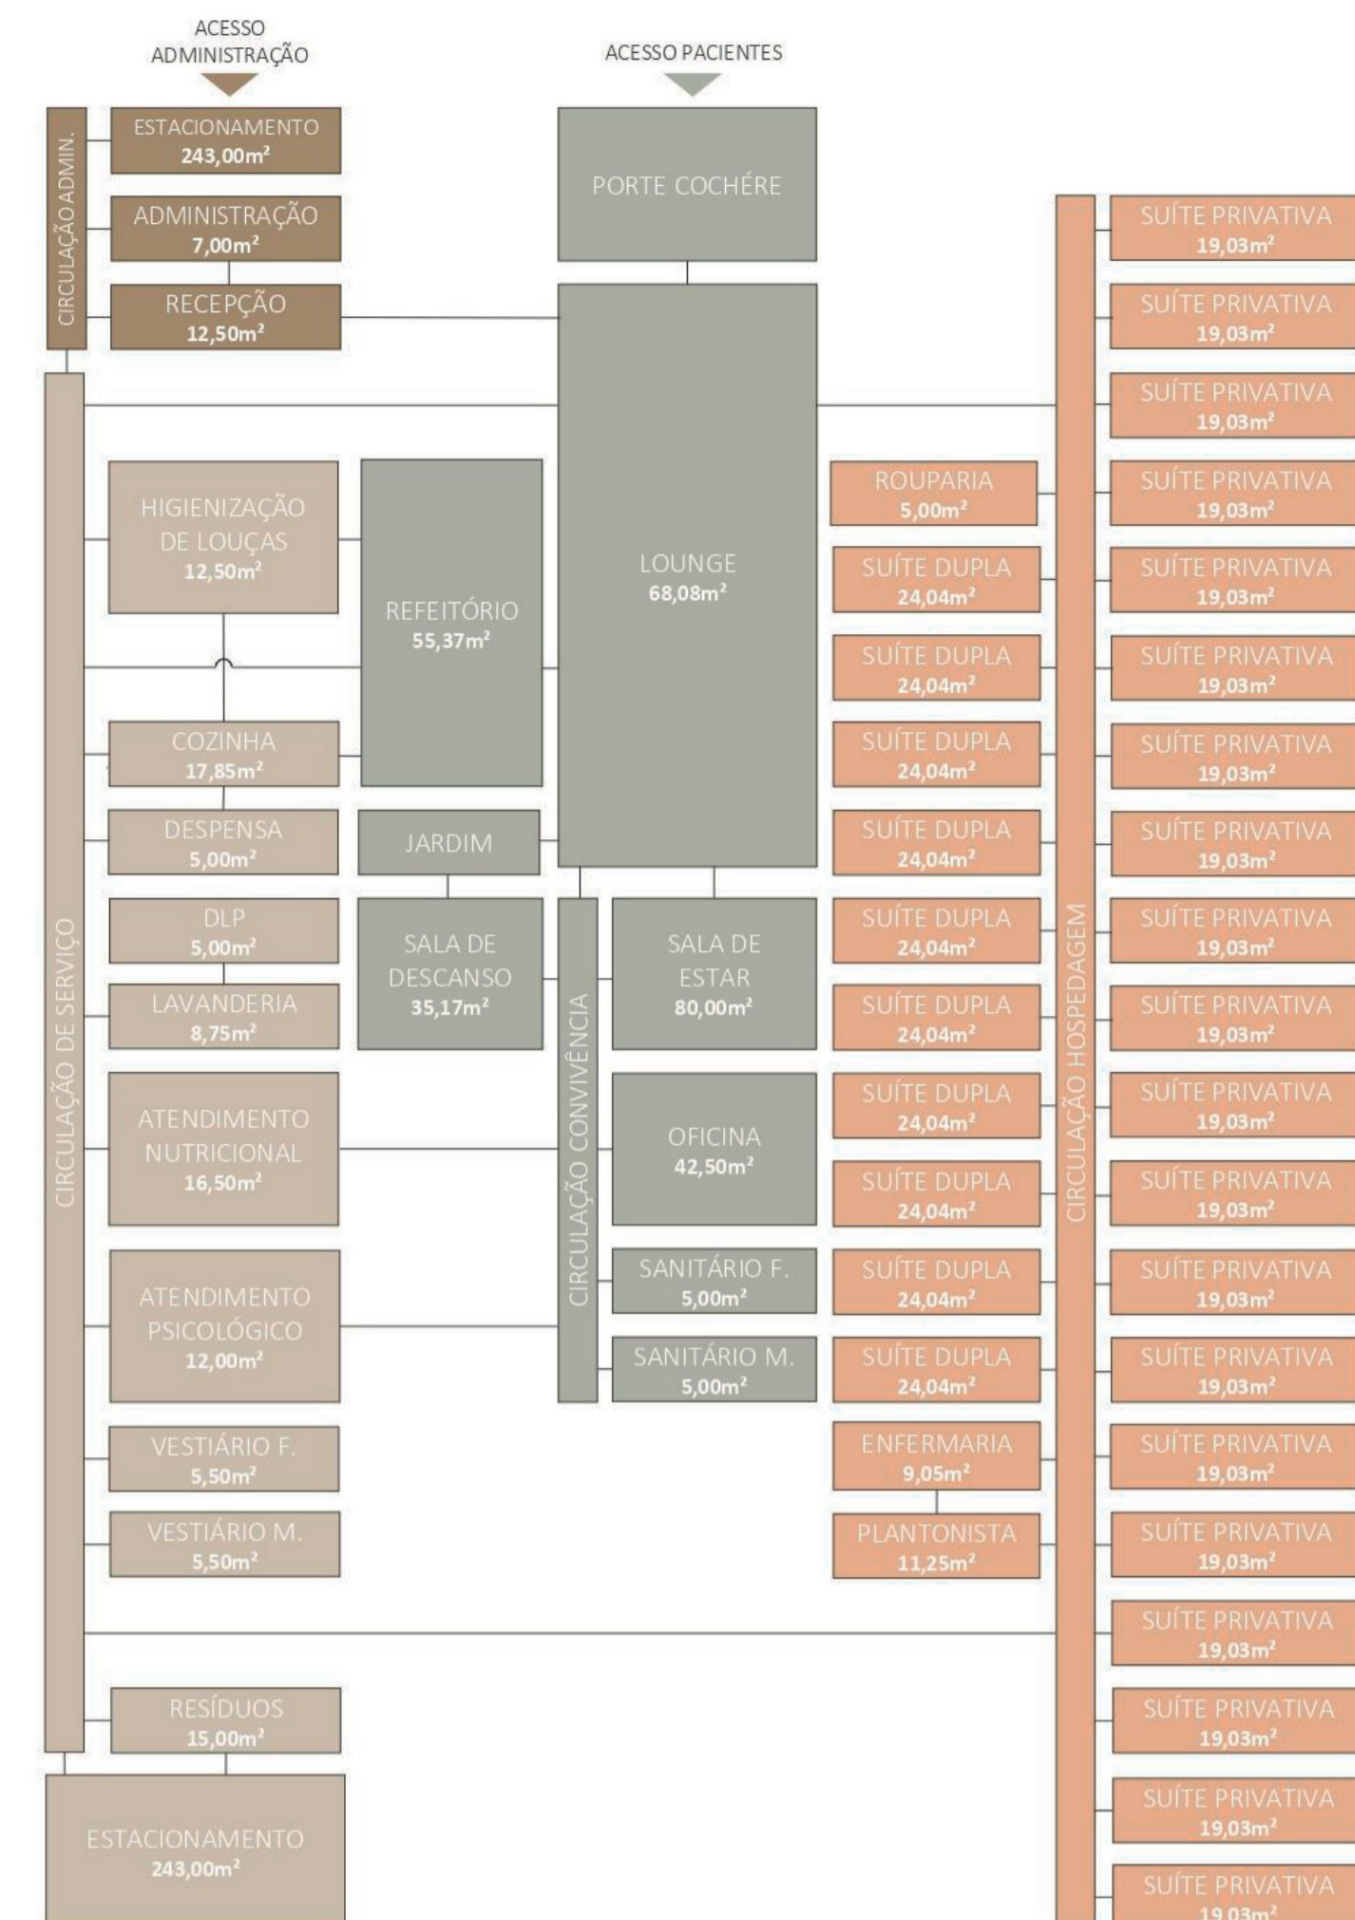 ACESSO
ADMINISTRAÇÃO
ACESSO PACIENTES
CIRCULAÇÃO ADMIN.
ESTACIONAMENTO
243,00m²
ADMINISTRAÇÃO
7,00m²
RECEPÇÃO
12,50m²
PORTE COCHÉRE
LOUNGE
68,08m²
CIRCULAÇÃO DE SERVIÇO
HIGIENIZAÇÃO
DE LOUÇAS
12,50m²
REFEITÓRIO
55,37m²
COZINHA
17,85m²
DESPENSA
5,00m²
JARDIM
DLP
5,00m²
LAVANDERIA
8,75m²
SALA DE
DESCANSO
35,17m²
CIRCULAÇÃO CONVIVÊNCIA
SALA DE
ESTAR
80,00m²
ATENDIMENTO
NUTRICIONAL
16,50m²
OFICINA
42,50m²
ATENDIMENTO
PSICOLÓGICO
12,00m²
SANITÁRIO F.
5,00m²
SANITÁRIO M.
5,00m²
VESTIÁRIO F.
5,50m²
VESTIÁRIO M.
5,50m²
RESÍDUOS
15,00m²
ESTACIONAMENTO
243,00m²
ROUPARIA
5,00m²
SUÍTE DUPLA
24,04m²
SUÍTE DUPLA
24,04m²
SUÍTE DUPLA
24,04m²
SUÍTE DUPLA
24,04m²
SUÍTE DUPLA
24,04m²
SUÍTE DUPLA
24,04m²
SUÍTE DUPLA
24,04m²
SUÍTE DUPLA
24,04m²
SUÍTE DUPLA
24,04m²
SUÍTE DUPLA
24,04m²
ENFERMARIA
9,05m²
PLANTONISTA
11,25m²
CIRCULAÇÃO HOSPEDAGEM
SUÍTE PRIVATIVA
19,03m²
SUÍTE PRIVATIVA
19,03m²
SUÍTE PRIVATIVA
19,03m²
SUÍTE PRIVATIVA
19,03m²
SUÍTE PRIVATIVA
19,03m²
SUÍTE PRIVATIVA
19,03m²
SUÍTE PRIVATIVA
19,03m²
SUÍTE PRIVATIVA
19,03m²
SUÍTE PRIVATIVA
19,03m²
SUÍTE PRIVATIVA
19,03m²
SUÍTE PRIVATIVA
19,03m²
SUÍTE PRIVATIVA
19,03m²
SUÍTE PRIVATIVA
19,03m²
SUÍTE PRIVATIVA
19,03m²
SUÍTE PRIVATIVA
19,03m²
SUÍTE PRIVATIVA
19,03m²
SUÍTE PRIVATIVA
19,03m²
SUÍTE PRIVATIVA
19,03m²
SUÍTE PRIVATIVA
19,03m²
SUÍTE PRIVATIVA
19,03m²